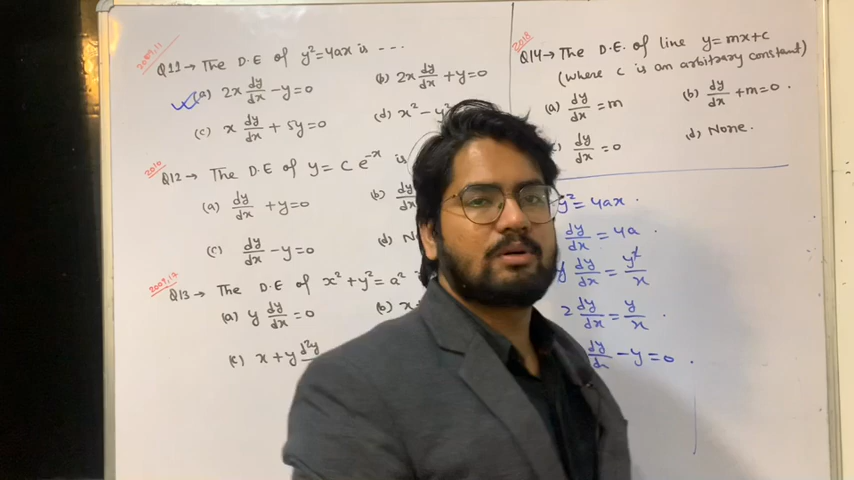 2009,11
Q11→ The D.E of y²=4ax is ---
(a) 2x dy/dx -y=0
(b) 2x dy/dx +y=0
(c) x dy/dx + 5y=0
(d) x² - y²
2010
Q12→ The D.E of y= c e^-x is
(a) dy/dx +y=0
(b) dy/dx
(c) dy/dx -y=0
(d)
2009,17
Q13→ The D.E of x²+y²=a²
(a) y dy/dx =0
(b) x
(c) x+y d²y
2018
Q14→ The D.E. of line y=mx+c
(where c is an arbitrary constant)
(a) dy/dx =m
(b) dy/dx +m=0.
dy/dx =0
(d) None.
y²= 4ax.
dy/dx = 4a.
y dy/dx = y²/x
2 dy/dx = y/x.
dy/dx -y=0.